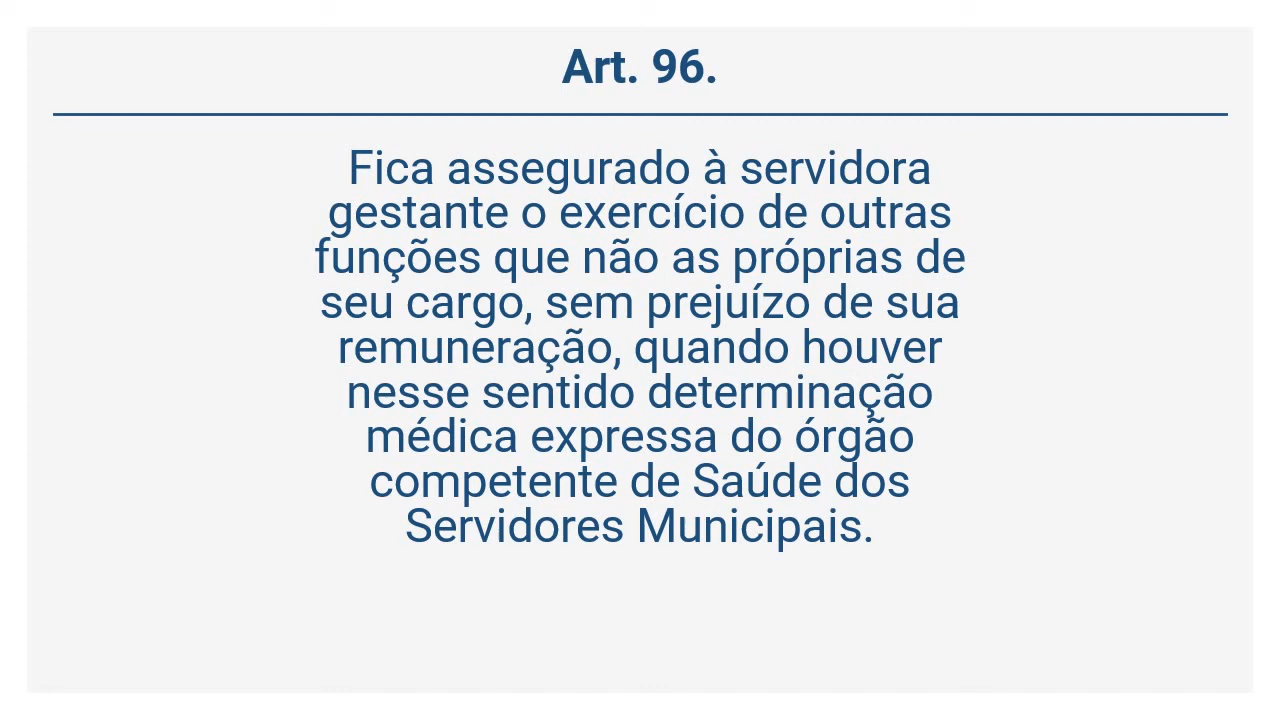 Art. 96.
Fica assegurado à servidora
gestante o exercício de outras
funções que não as próprias de
seu cargo, sem prejuízo de sua
remuneração, quando houver
nesse sentido determinação
médica expressa do órgão
competente de Saúde dos
Servidores Municipais.